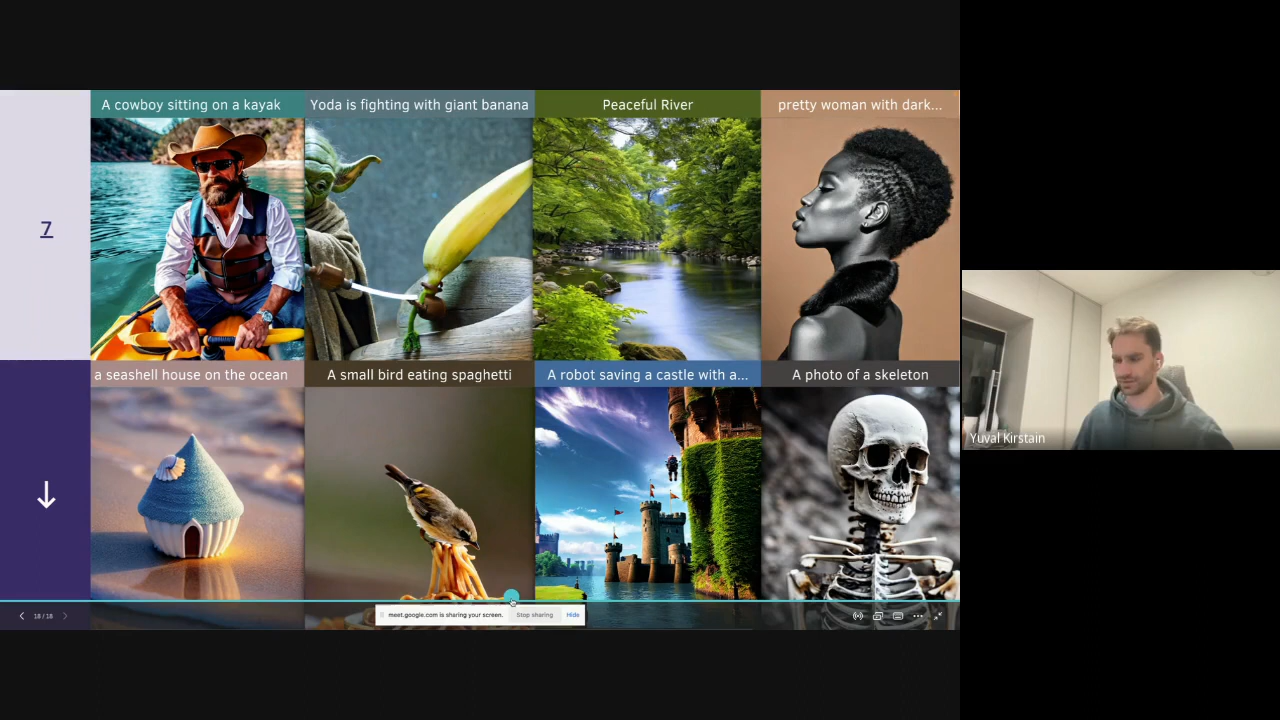 A cowboy sitting on a kayak
Yoda is fighting with giant banana
Peaceful River
pretty woman with dark...
7
a seashell house on the ocean
A small bird eating spaghetti
A robot saving a castle with a...
A photo of a skeleton
↓
Yuval Kirstain
18 / 18
meet.google.com is sharing your screen.
Stop sharing
Hide